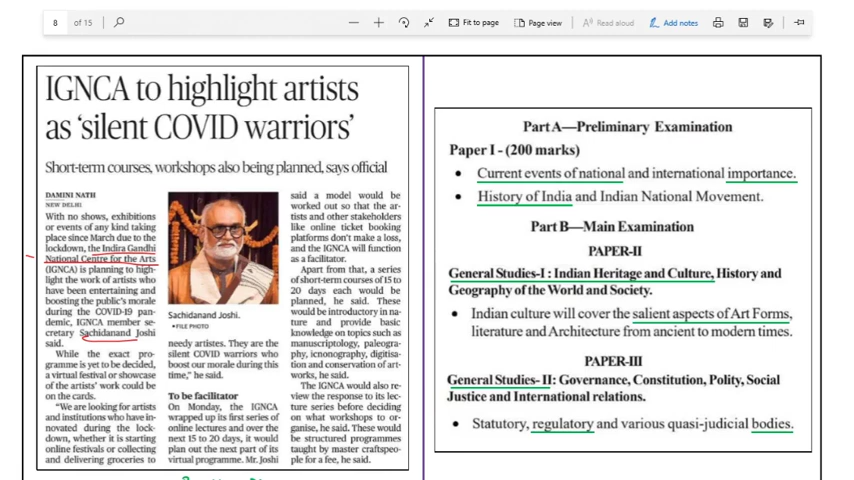 8 of 15
Fit to page
Page view
Read aloud
Add notes
IGNCA to highlight artists
as ‘silent COVID warriors’
Short-term courses, workshops also being planned, says official
DAMINI NATH
NEW DELHI
With no shows, exhibitions
or events of any kind taking
place since March due to the
lockdown, the Indira Gandhi
National Centre for the Arts
(IGNCA) is planning to high-
light the work of artists who
have been entertaining and
boosting the public's morale
during the COVID-19 pan-
demic, IGNCA member se-
cretary Sachidanand Joshi
said.
While the exact pro-
gramme is yet to be decided,
a virtual festival or showcase
of the artists' work could be
on the cards.
“We are looking for artists
and institutions who have in-
novated during the lock-
down, whether it is starting
online festivals or collecting
and delivering groceries to
Sachidanand Joshi.
•FILE PHOTO
needy artistes. They are the
silent COVID warriors who
boost our morale during this
time,” he said.
To be facilitator
On Monday, the IGNCA
wrapped up its first series of
online lectures and over the
next 15 to 20 days, it would
plan out the next part of its
virtual programme. Mr. Joshi
said a model would be
worked out so that the ar-
tists and other stakeholders
like online ticket booking
platforms don't make a loss,
and the IGNCA will function
as a facilitator.
Apart from that, a series
of short-term courses of 15 to
20 days each would be
planned, he said. These
would be introductory in na-
ture and provide basic
knowledge on topics such as
manuscriptology, paleogra-
phy, icnonography, digitisa-
tion and conservation of art-
works, he said.
The IGNCA would also re-
view the response to its lec-
ture series before deciding
on what workshops to or-
ganise, he said. These would
be structured programmes
taught by master craftspeo-
ple for a fee, he said.
Part A—Preliminary Examination
Paper I - (200 marks)
• Current events of national and international importance.
• History of India and Indian National Movement.
Part B—Main Examination
PAPER-II
General Studies-I : Indian Heritage and Culture, History and
Geography of the World and Society.
• Indian culture will cover the salient aspects of Art Forms,
literature and Architecture from ancient to modern times.
PAPER-III
General Studies- II: Governance, Constitution, Polity, Social
Justice and International relations.
• Statutory, regulatory and various quasi-judicial bodies.